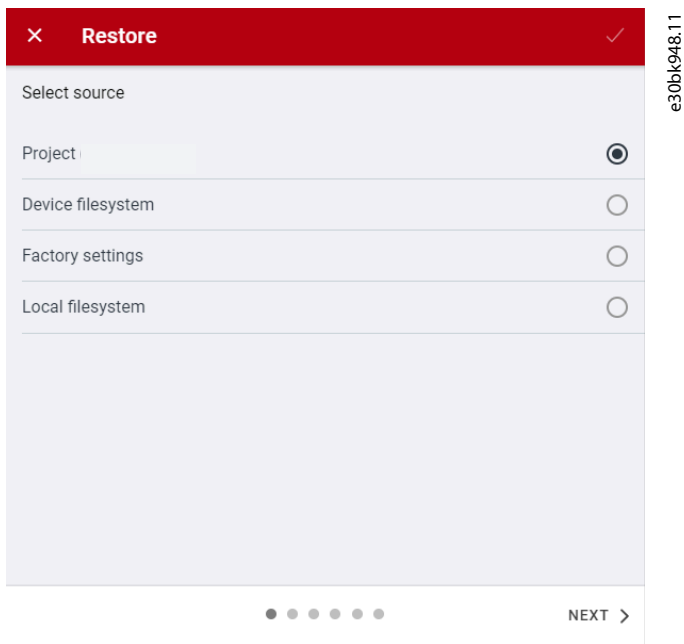 Restore
Select source
Project
Device filesystem
Factory settings
Local filesystem
NEXT
e30bk948.11